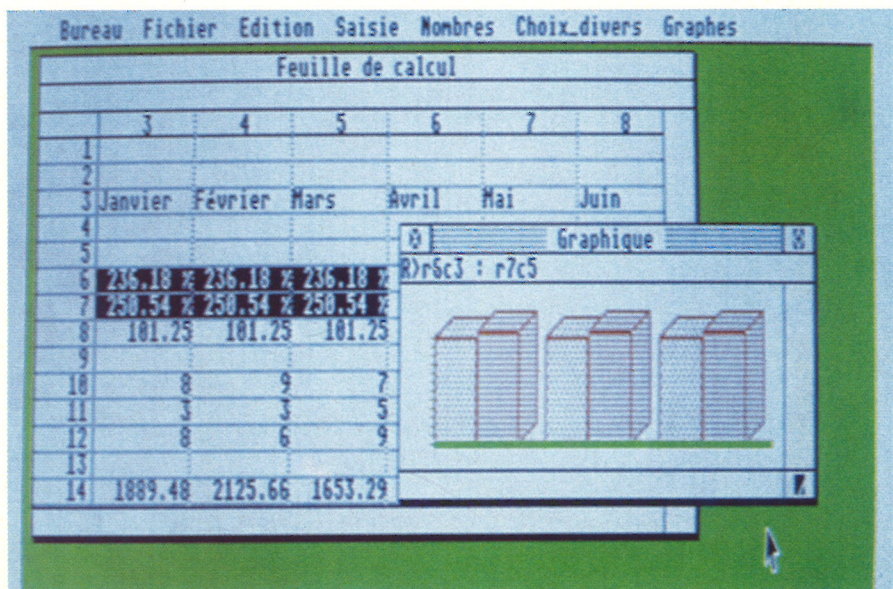 Bureau Fichier Edition Saisie Nombres Choix_divers Graphes
Feuille de calcul
3 4 5 6 7 8
1
2
3 Janvier Février Mars Avril Mai Juin
4
5
6 236.18 % 236.18 % 236.18 %
7 250.54 % 250.54 % 250.54 %
8 101.25 101.25 101.25
9
10 8 9 7
11 3 3 5
12 8 6 9
13
14 1889.48 2125.66 1653.29
Graphique
R)r6c3 : r7c5